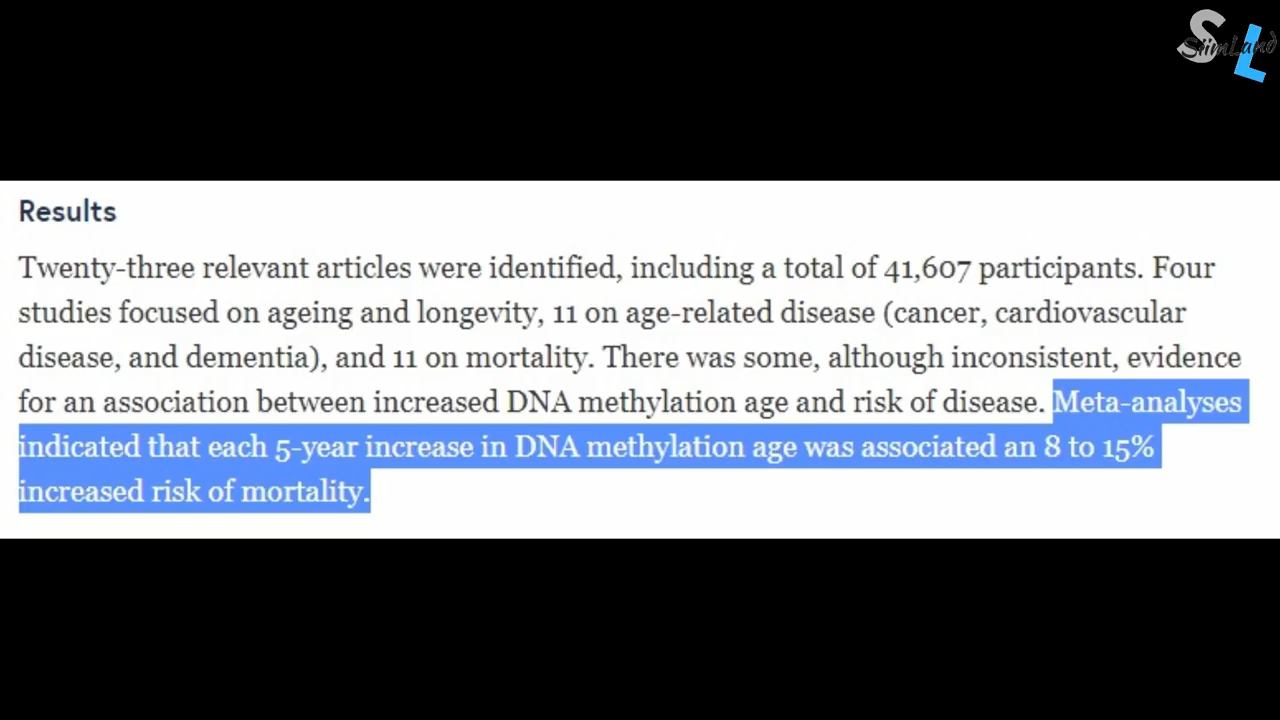 SL
SiimLand
Results
Twenty-three relevant articles were identified, including a total of 41,607 participants. Four
studies focused on ageing and longevity, 11 on age-related disease (cancer, cardiovascular
disease, and dementia), and 11 on mortality. There was some, although inconsistent, evidence
for an association between increased DNA methylation age and risk of disease. Meta-analyses
indicated that each 5-year increase in DNA methylation age was associated an 8 to 15%
increased risk of mortality.